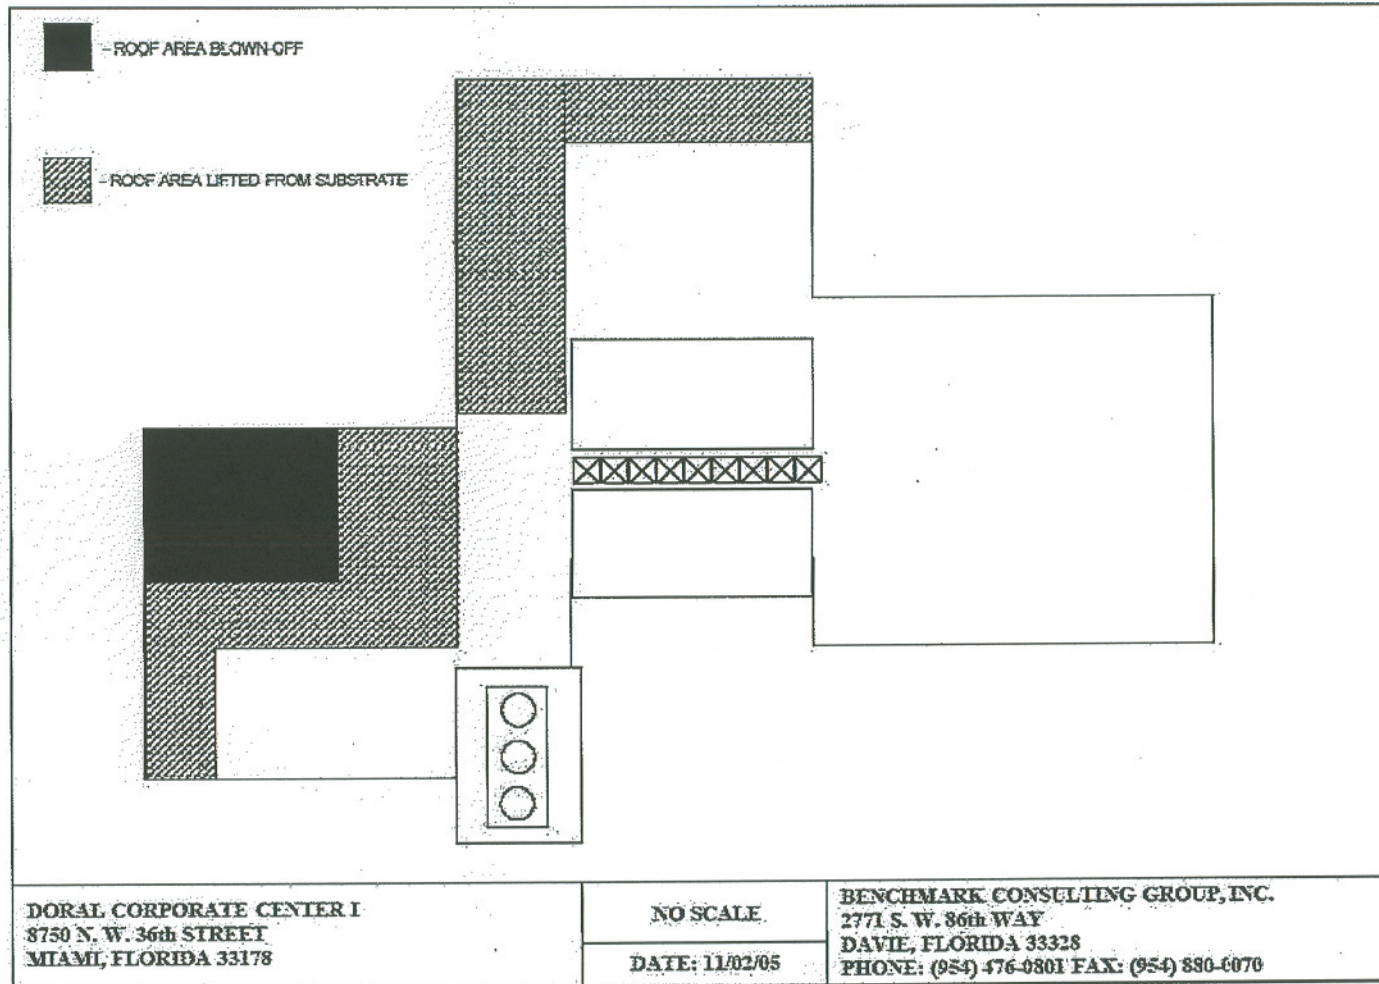 - ROOF AREA BLOWN-OFF
- ROOF AREA LIFTED FROM SUBSTRATE
DORAL CORPORATE CENTER I
8750 N. W. 36th STREET
MIAMI, FLORIDA 33178
NO SCALE
DATE: 11/02/05
BENCHMARK CONSULTING GROUP, INC.
2771 S. W. 86th WAY
DAVIE, FLORIDA 33328
PHONE: (954) 476-0801 FAX: (954) 880-0070